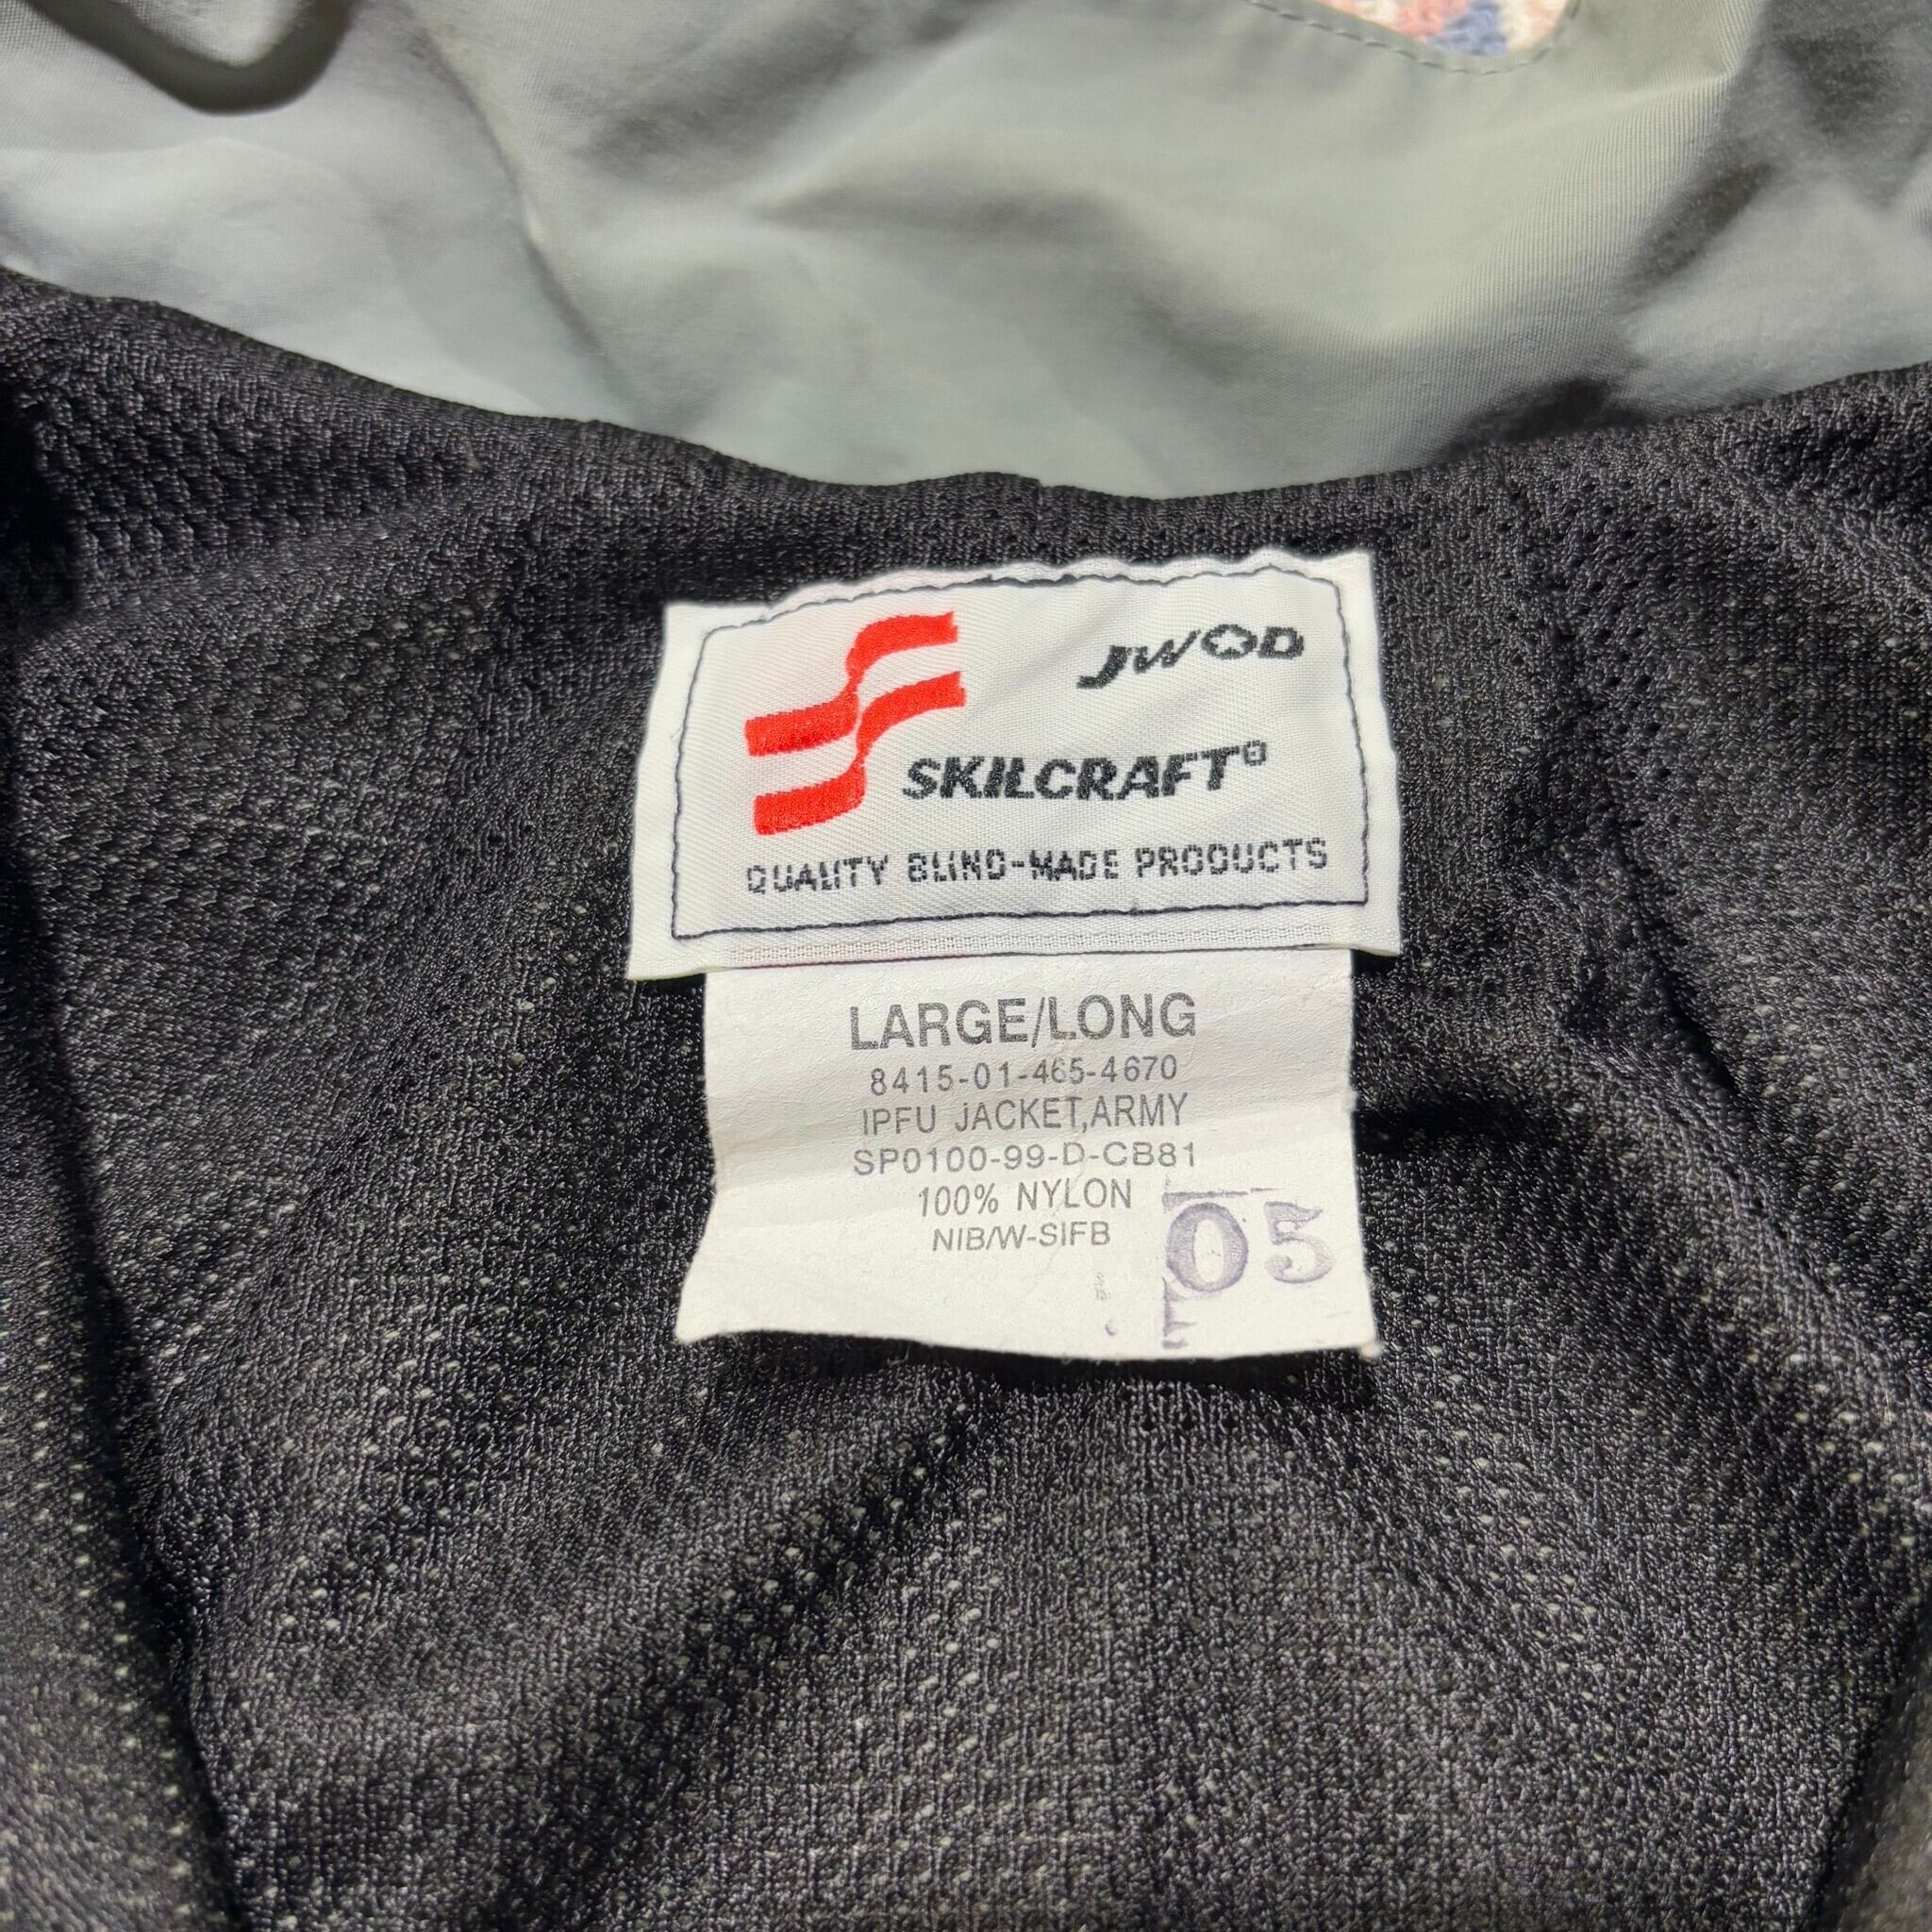 JWOD
SKILCRAFT®
QUALITY BLIND-MADE PRODUCTS
LARGE/LONG
8415-01-465-4670
IPFU JACKET,ARMY
SP0100-99-D-CB81
100% NYLON
NIB/W-SIFB
05